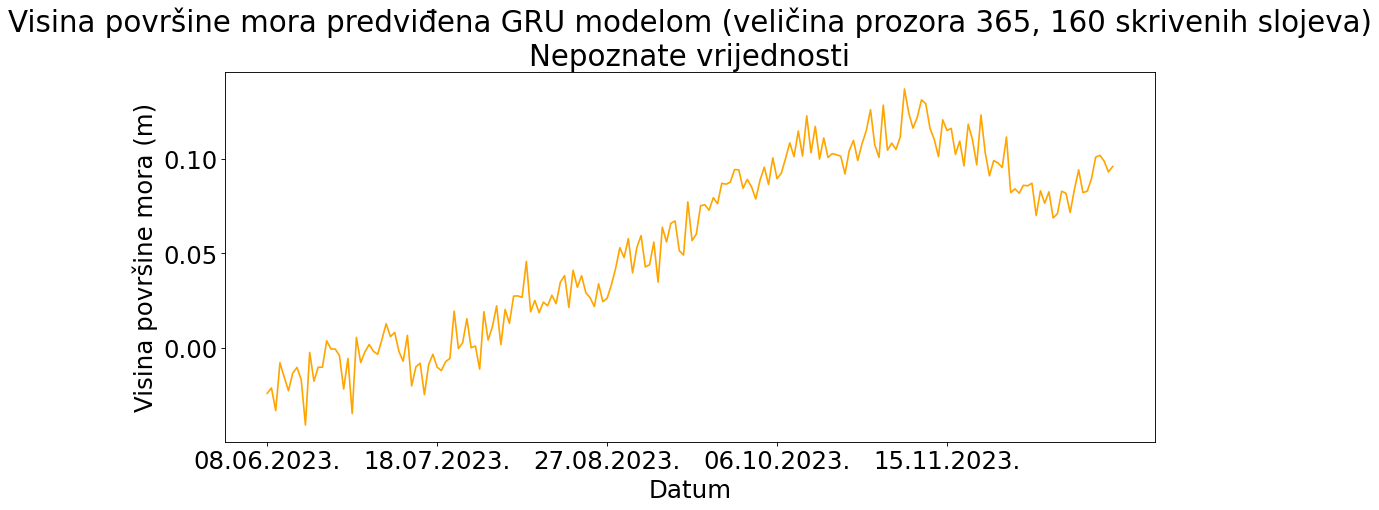 Visina površine mora predviđena GRU modelom (veličina prozora 365, 160 skrivenih slojeva)
Nepoznate vrijednosti
Visina površine mora (m)
0.10
0.05
0.00
08.06.2023. 18.07.2023. 27.08.2023. 06.10.2023. 15.11.2023.
Datum